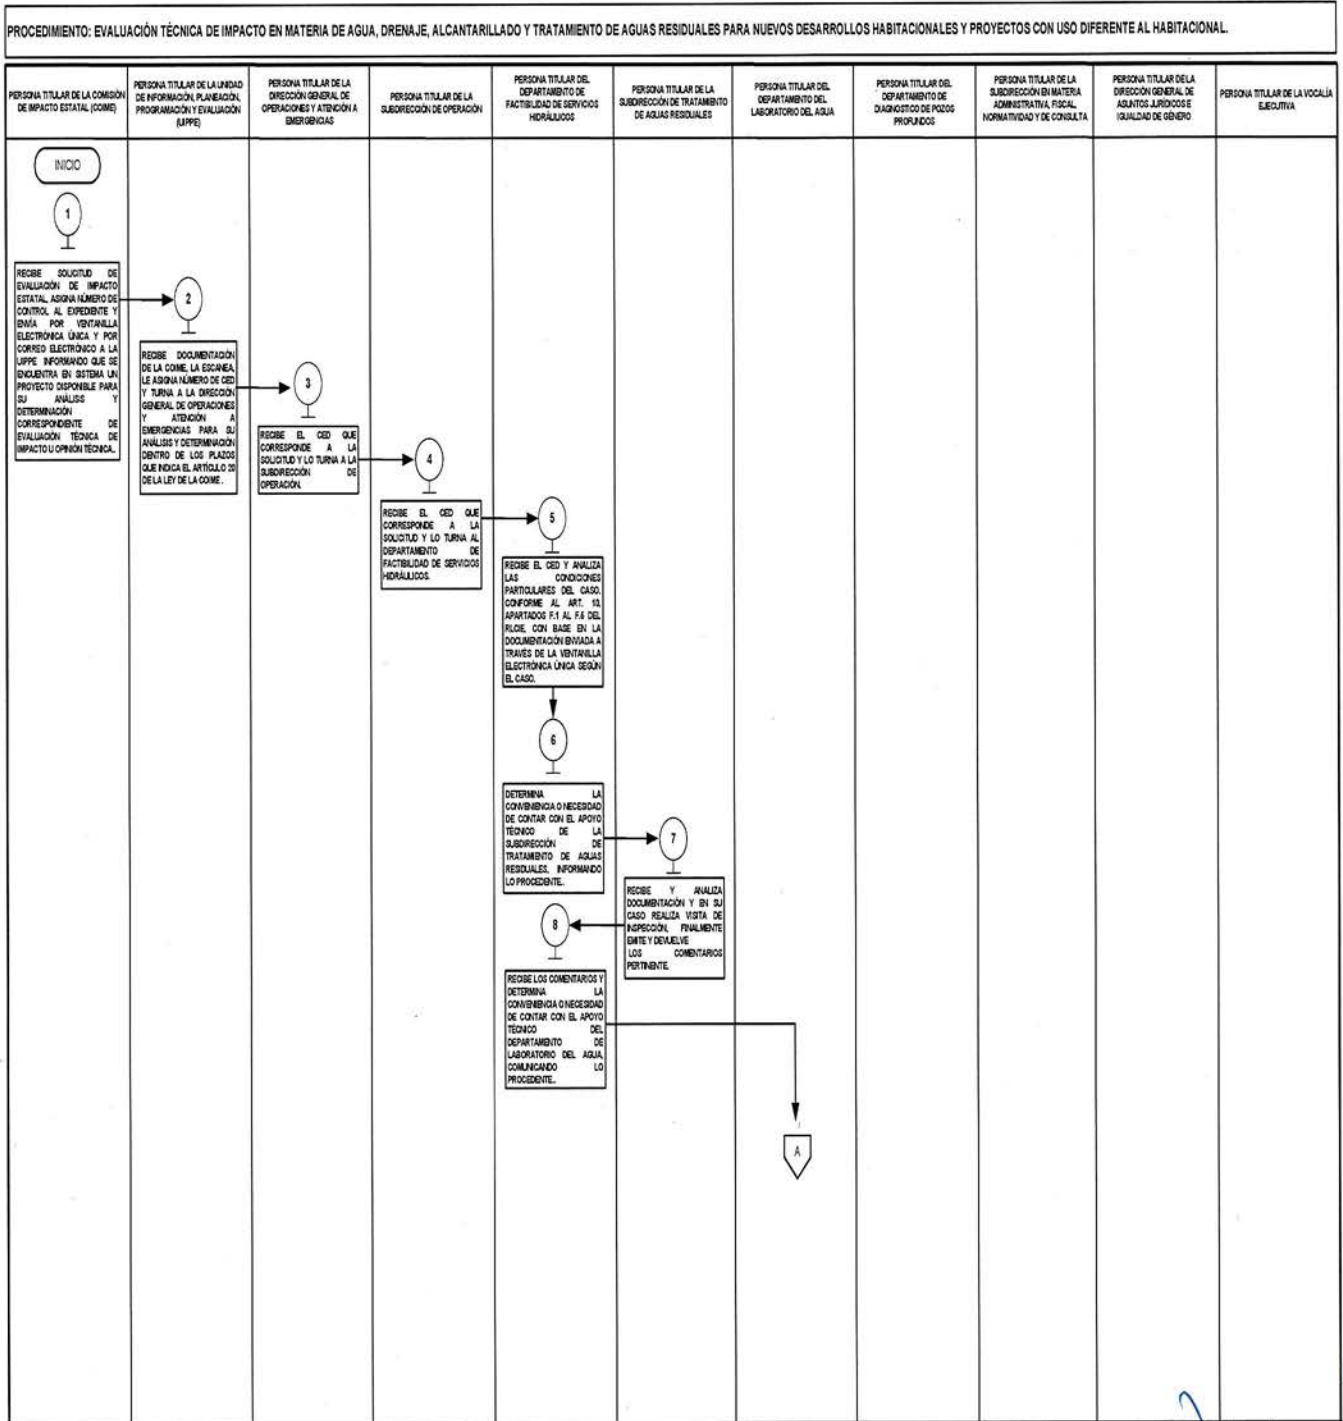 PROCEDIMIENTO: EVALUACIÓN TÉCNICA DE IMPACTO EN MATERIA DE AGUA, DRENAJE, ALCANTARILLADO Y TRATAMIENTO DE AGUAS RESIDUALES PARA NUEVOS DESARROLLOS HABITACIONALES Y PROYECTOS CON USO DIFERENTE AL HABITACIONAL.
PERSONA TITULAR DE LA COMISIÓN
DE IMPACTO ESTATAL (COIME)
PERSONA TITULAR DE LA UNIDAD
DE INFORMACIÓN, PLANEACIÓN,
PROGRAMACIÓN Y EVALUACIÓN
(UIPPE)
PERSONA TITULAR DE LA
DIRECCIÓN GENERAL DE
OPERACIONES Y ATENCIÓN A
EMERGENCIAS
PERSONA TITULAR DE LA
SUBDIRECCIÓN DE OPERACIÓN
PERSONA TITULAR DEL
DEPARTAMENTO DE
FACTIBILIDAD DE SERVICIOS
HIDRÁULICOS
PERSONA TITULAR DE LA
SUBDIRECCIÓN DE TRATAMIENTO
DE AGUAS RESIDUALES
PERSONA TITULAR DEL
DEPARTAMENTO DEL
LABORATORIO DEL AGUA
PERSONA TITULAR DEL
DEPARTAMENTO DE
DIAGNOSTICO DE POZOS
PROFUNDOS
PERSONA TITULAR DE LA
SUBDIRECCIÓN EN MATERIA
ADMINISTRATIVA, FISCAL,
NORMATIVIDAD Y DE CONSULTA
PERSONA TITULAR DE LA
DIRECCIÓN GENERAL DE
ASUNTOS JURÍDICOS E
IGUALDAD DE GÉNERO
PERSONA TITULAR DE LA VOCALÍA
EJECUTIVA
INICIO
1
RECIBE SOLICITUD DE
EVALUACIÓN DE IMPACTO
ESTATAL, ASIGNA NÚMERO DE
CONTROL AL EXPEDIENTE Y
ENVÍA POR VENTANILLA
ELECTRÓNICA ÚNICA Y POR
CORREO ELECTRÓNICO A LA
UIPPE INFORMANDO QUE SE
ENCUENTRA EN SISTEMA UN
PROYECTO DISPONIBLE PARA
SU ANÁLISIS Y
DETERMINACIÓN
CORRESPONDIENTE DE
EVALUACIÓN TÉCNICA DE
IMPACTO U OPINIÓN TÉCNICA..
2
RECIBE DOCUMENTACIÓN
DE LA COIME, LA ESCANEA,
LE ASIGNA NÚMERO DE CED
Y TURNA A LA DIRECCIÓN
GENERAL DE OPERACIONES
Y ATENCIÓN A
EMERGENCIAS PARA SU
ANÁLISIS Y DETERMINACIÓN
DENTRO DE LOS PLAZOS
QUE INDICA EL ARTÍCULO 20
DE LA LEY DE LA COIME .
3
RECIBE EL CED QUE
CORRESPONDE A LA
SOLICITUD Y LO TURNA A LA
SUBDIRECCIÓN DE
OPERACIÓN.
4
RECIBE EL CED QUE
CORRESPONDE A LA
SOLICITUD Y LO TURNA AL
DEPARTAMENTO DE
FACTIBILIDAD DE SERVICIOS
HIDRÁULICOS.
5
RECIBE EL CED Y ANALIZA
LAS CONDICIONES
PARTICULARES DEL CASO,
CONFORME AL ART. 10,
APARTADOS F.1 AL F.6 DEL
RLCIE, CON BASE EN LA
DOCUMENTACIÓN ENVIADA A
TRAVÉS DE LA VENTANILLA
ELECTRÓNICA ÚNICA SEGÚN
EL CASO.
6
DETERMINA LA
CONVENIENCIA O NECESIDAD
DE CONTAR CON EL APOYO
TÉCNICO DE LA
SUBDIRECCIÓN DE
TRATAMIENTO DE AGUAS
RESIDUALES, INFORMANDO
LO PROCEDENTE..
7
RECIBE Y ANALIZA
DOCUMENTACIÓN Y EN SU
CASO REALIZA VISITA DE
INSPECCIÓN, FINALMENTE
EMITE Y DEVUELVE
LOS COMENTARIOS
PERTINENTE.
8
RECIBE LOS COMENTARIOS Y
DETERMINA LA
CONVENIENCIA O NECESIDAD
DE CONTAR CON EL APOYO
TÉCNICO DEL
DEPARTAMENTO DE
LABORATORIO DEL AGUA,
COMUNICANDO LO
PROCEDENTE..
A